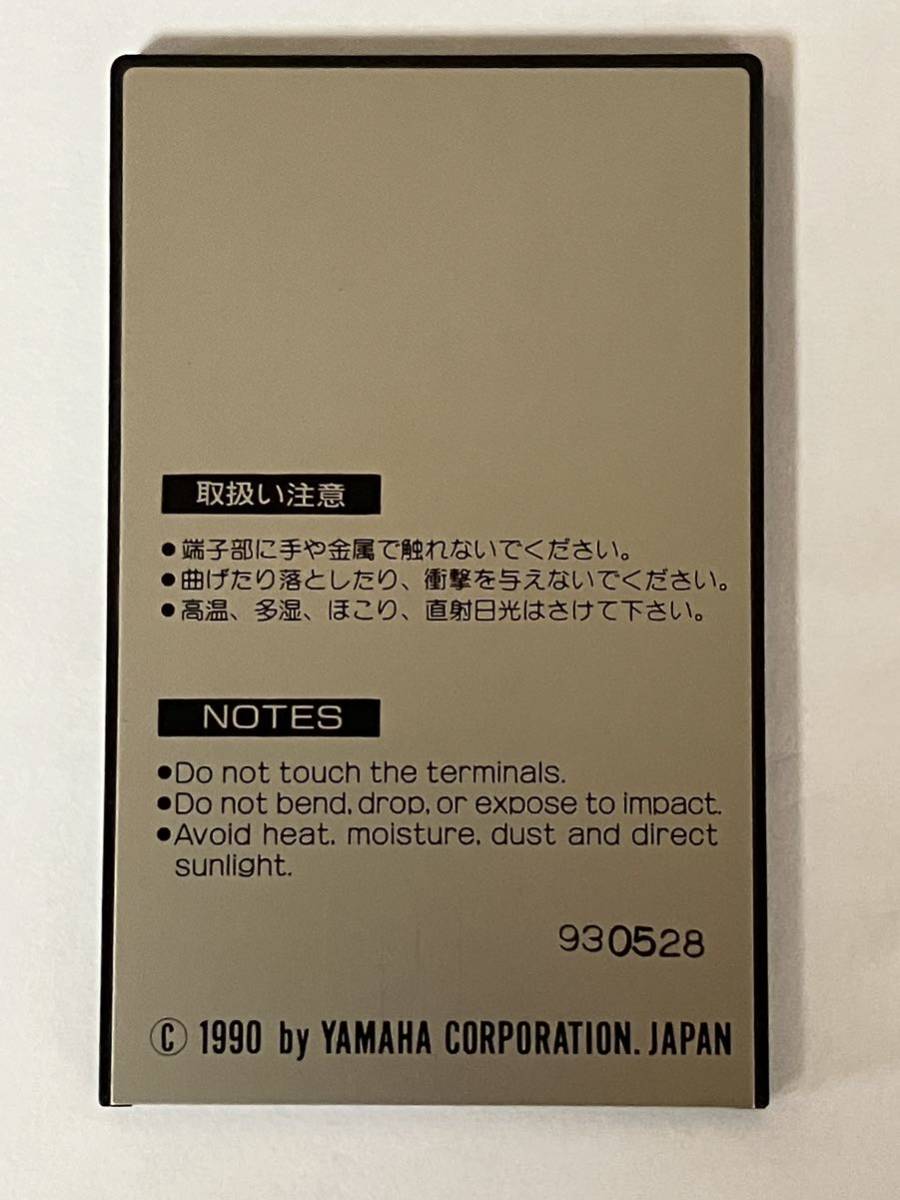 取扱い注意
●端子部に手や金属で触れないでください。
●曲げたり落としたり、衝撃を与えないでください。
●高温、多湿、ほこり、直射日光はさけて下さい。
NOTES
●Do not touch the terminals.
●Do not bend, drop, or expose to impact.
●Avoid heat, moisture, dust and direct
sunlight.
930528
© 1990 by YAMAHA CORPORATION. JAPAN